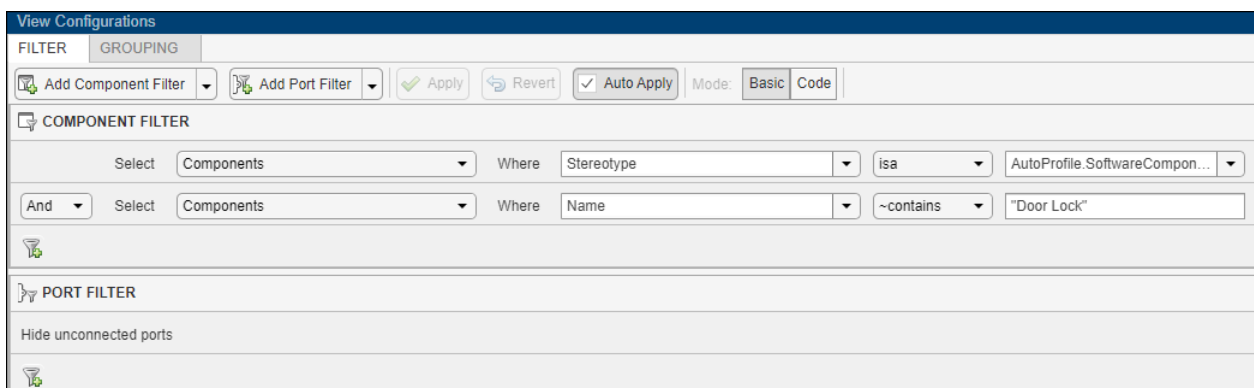 View Configurations
FILTER GROUPING
Add Component Filter Add Port Filter Apply Revert Auto Apply Mode: Basic Code
COMPONENT FILTER
Select Components Where Stereotype isa AutoProfile.SoftwareCompon...
And Select Components Where Name ~contains "Door Lock"
PORT FILTER
Hide unconnected ports